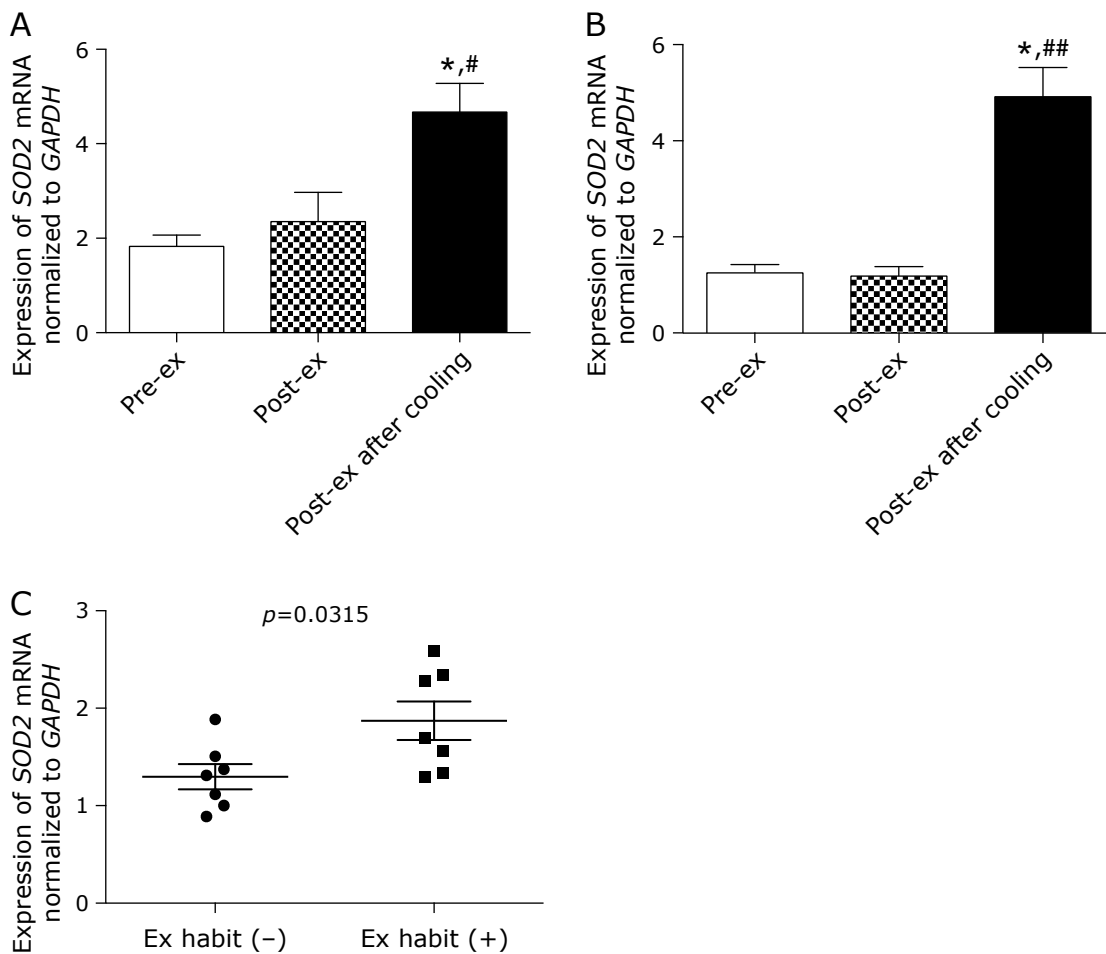 A
Expression of SOD2 mRNA
normalized to GAPDH
6
4
2
0
*,#
Pre-ex
Post-ex
Post-ex after cooling
B
Expression of SOD2 mRNA
normalized to GAPDH
6
4
2
0
*,##
Pre-ex
Post-ex
Post-ex after cooling
C
Expression of SOD2 mRNA
normalized to GAPDH
3
2
1
0
p=0.0315
Ex habit (–)
Ex habit (+)